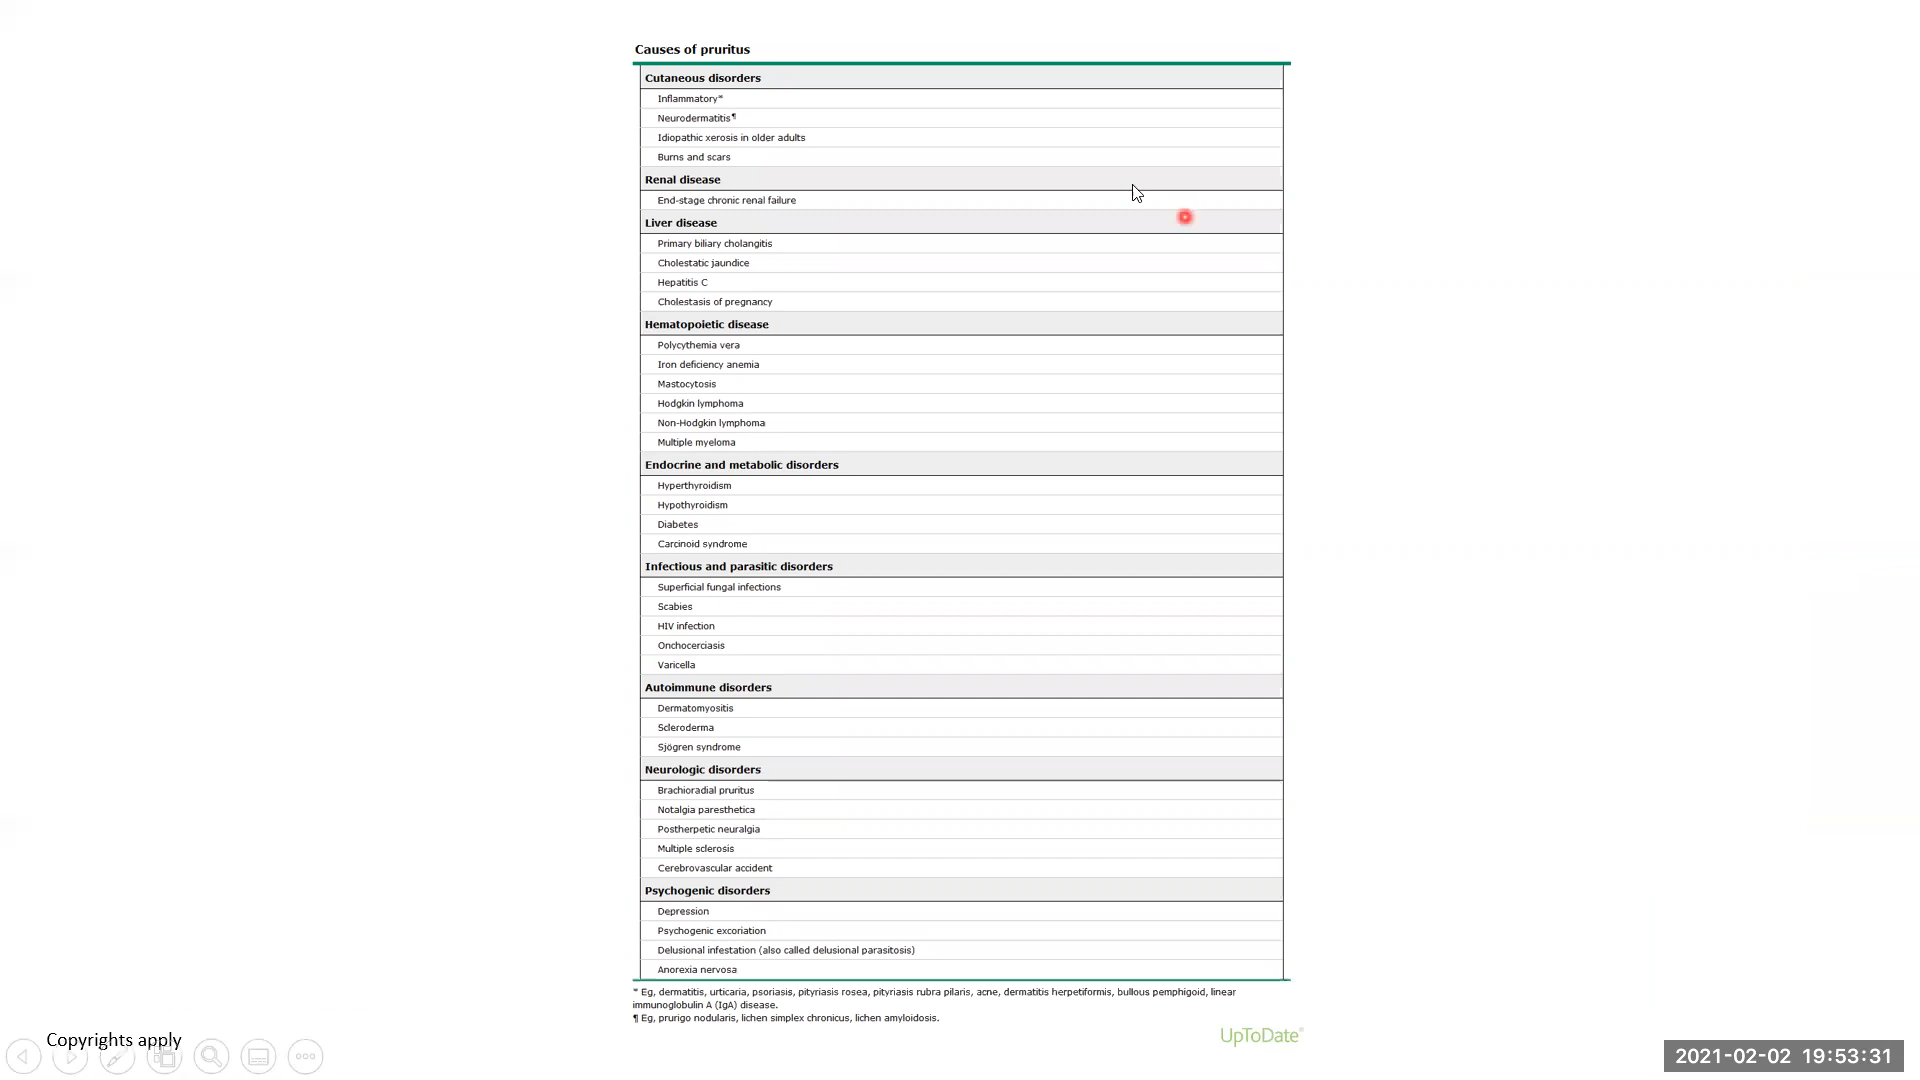 Causes of pruritus
Cutaneous disorders
Inflammatory*
Neurodermatitis¶
Idiopathic xerosis in older adults
Burns and scars
Renal disease
End-stage chronic renal failure
Liver disease
Primary biliary cholangitis
Cholestatic jaundice
Hepatitis C
Cholestasis of pregnancy
Hematopoietic disease
Polycythemia vera
Iron deficiency anemia
Mastocytosis
Hodgkin lymphoma
Non-Hodgkin lymphoma
Multiple myeloma
Endocrine and metabolic disorders
Hyperthyroidism
Hypothyroidism
Diabetes
Carcinoid syndrome
Infectious and parasitic disorders
Superficial fungal infections
Scabies
HIV infection
Onchocerciasis
Varicella
Autoimmune disorders
Dermatomyositis
Scleroderma
Sjögren syndrome
Neurologic disorders
Brachioradial pruritus
Notalgia paresthetica
Postherpetic neuralgia
Multiple sclerosis
Cerebrovascular accident
Psychogenic disorders
Depression
Psychogenic excoriation
Delusional infestation (also called delusional parasitosis)
Anorexia nervosa
* Eg, dermatitis, urticaria, psoriasis, pityriasis rosea, pityriasis rubra pilaris, acne, dermatitis herpetiformis, bullous pemphigoid, linear
immunoglobulin A (IgA) disease.
¶ Eg, prurigo nodularis, lichen simplex chronicus, lichen amyloidosis.
UpToDate®
Copyrights apply
2021-02-02 19:53:31